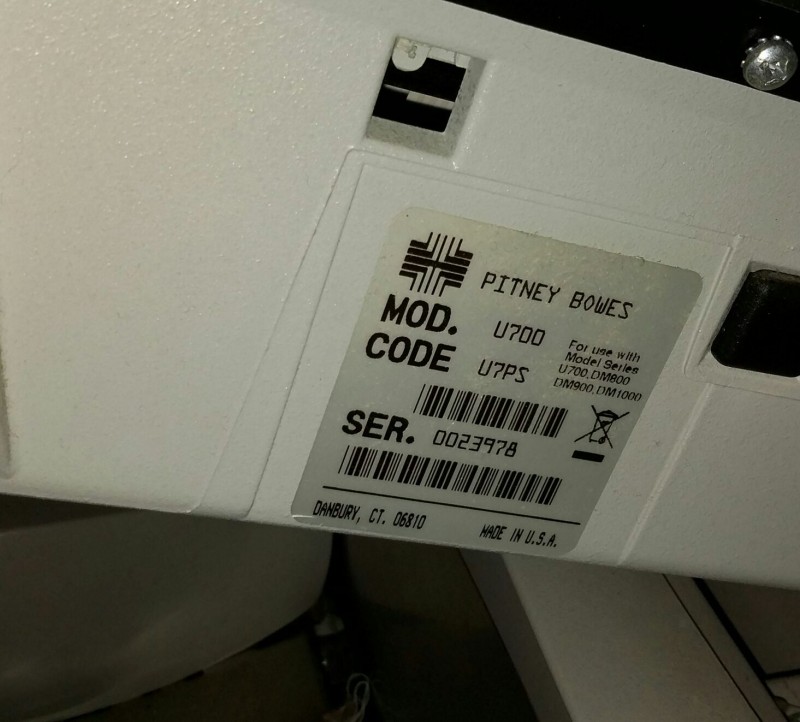 PITNEY BOWES
MOD. U700
CODE U7PS
For use with
Model Series
U700, DM800
DM900, DM1000
SER. 0023978
DANBURY, CT. 06810
MADE IN U.S.A.